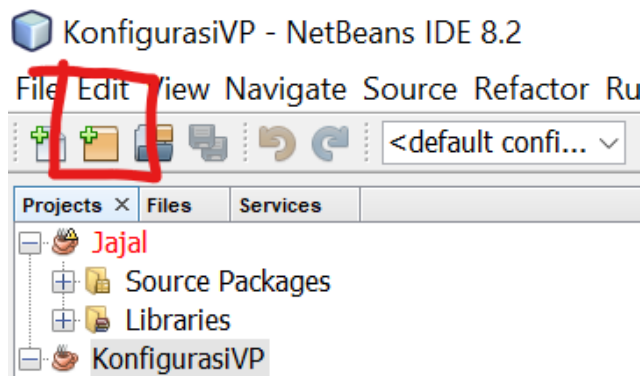 KonfigurasiVP - NetBeans IDE 8.2
File Edit View Navigate Source Refactor Ru
<default confi...
Projects Files Services
Jajal
Source Packages
Libraries
KonfigurasiVP